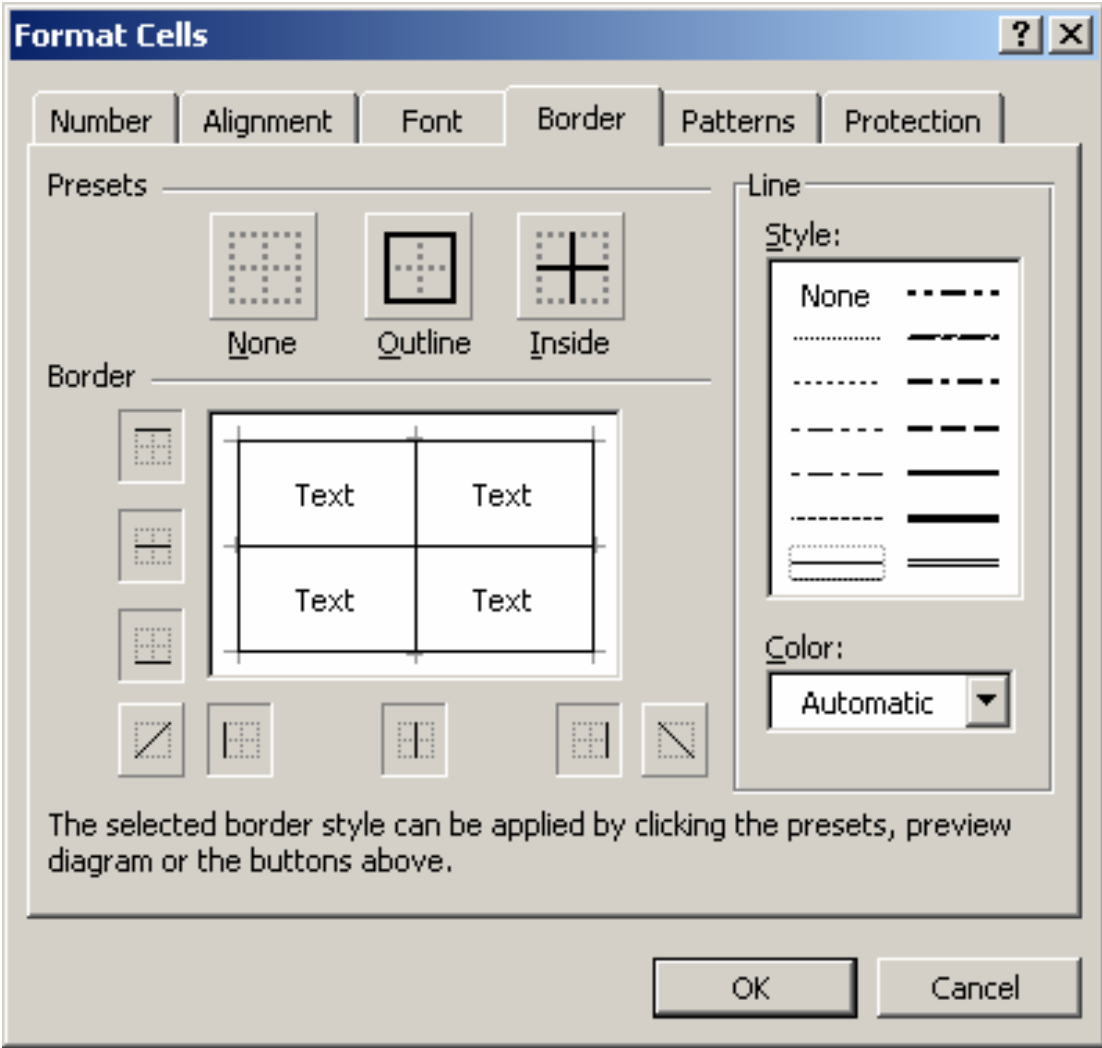 Format Cells
Number Alignment Font Border Patterns Protection
Presets
None Outline Inside
Border
Text Text
Text Text
Line
Style:
None
Color:
Automatic
The selected border style can be applied by clicking the presets, preview
diagram or the buttons above.
OK Cancel